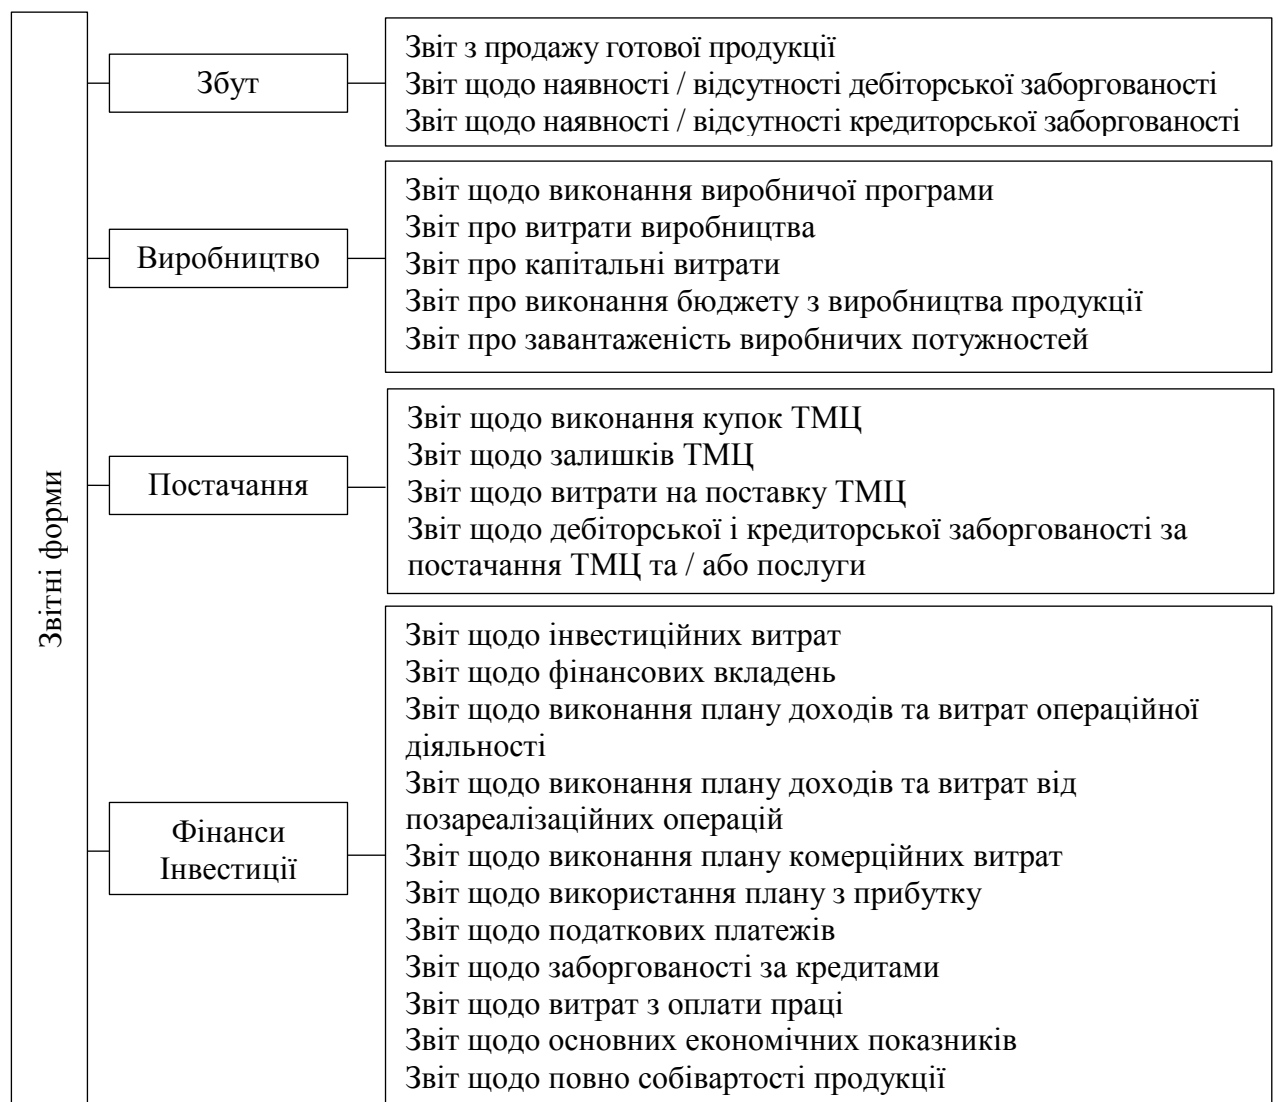 Звітні форми
Збут
Звіт з продажу готової продукції
Звіт щодо наявності / відсутності дебіторської заборгованості
Звіт щодо наявності / відсутності кредиторської заборгованості
Виробництво
Звіт щодо виконання виробничої програми
Звіт про витрати виробництва
Звіт про капітальні витрати
Звіт про виконання бюджету з виробництва продукції
Звіт про завантаженість виробничих потужностей
Постачання
Звіт щодо виконання купок ТМЦ
Звіт щодо залишків ТМЦ
Звіт щодо витрати на поставку ТМЦ
Звіт щодо дебіторської і кредиторської заборгованості за
постачання ТМЦ та / або послуги
Фінанси
Інвестиції
Звіт щодо інвестиційних витрат
Звіт щодо фінансових вкладень
Звіт щодо виконання плану доходів та витрат операційної
діяльності
Звіт щодо виконання плану доходів та витрат від
позареалізаційних операцій
Звіт щодо виконання плану комерційних витрат
Звіт щодо використання плану з прибутку
Звіт щодо податкових платежів
Звіт щодо заборгованості за кредитами
Звіт щодо витрат з оплати праці
Звіт щодо основних економічних показників
Звіт щодо повно собівартості продукції